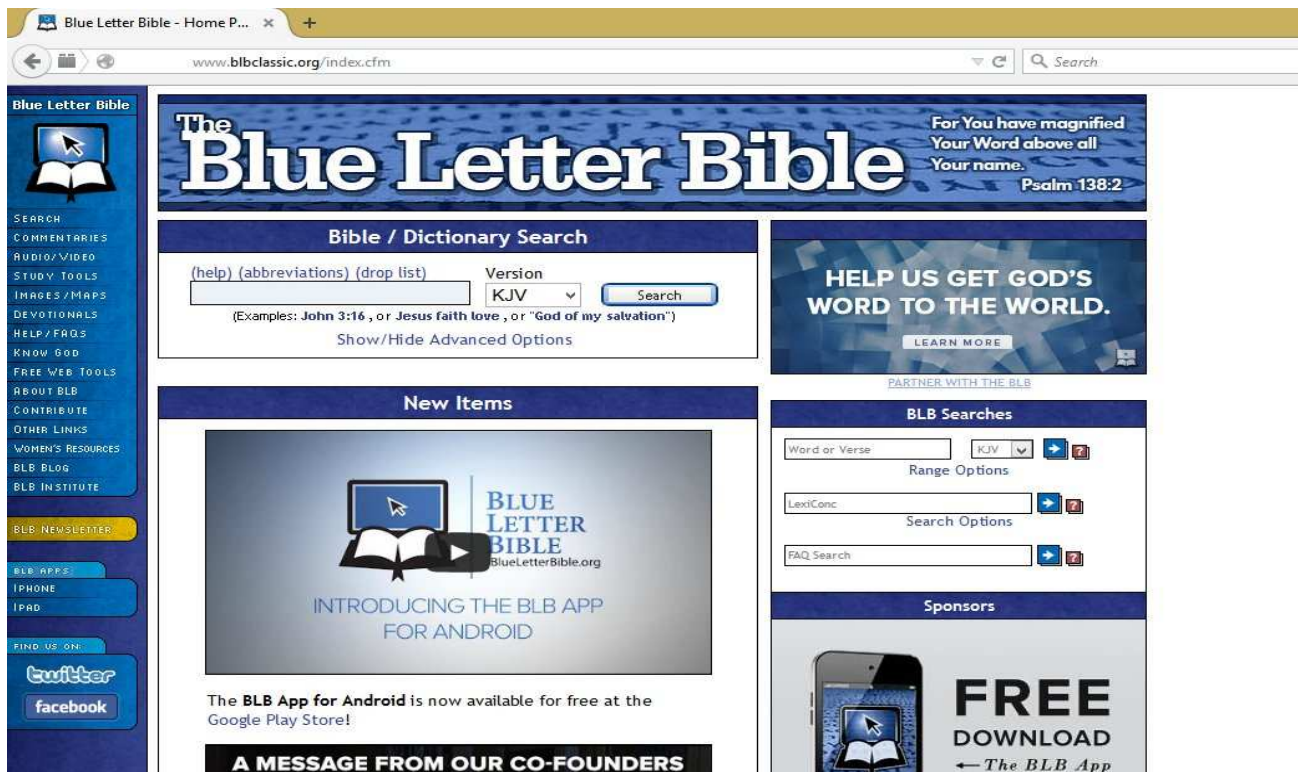 Blue Letter Bible - Home P...
www.blbclassic.org/index.cfm
Search
Blue Letter Bible
SEARCH
COMMENTARIES
AUDIO/VIDEO
STUDY TOOLS
IMAGES/MAPS
DEVOTIONALS
HELP/FAQS
KNOW GOD
FREE WEB TOOLS
ABOUT BLB
CONTRIBUTE
OTHER LINKS
WOMEN'S RESOURCES
BLB BLOG
BLB INSTITUTE
BLB NEWSLETTER
BLB APPS
IPHONE
IPAD
FIND US ON:
twitter
facebook
The
Blue Letter Bible
For You have magnified
Your Word above all
Your name.
Psalm 138:2
Bible / Dictionary Search
(help) (abbreviations) (drop list)
Version
KJV
Search
(Examples: John 3:16 , or Jesus faith love , or "God of my salvation")
Show/Hide Advanced Options
New Items
BLUE
LETTER
BIBLE
BlueLetterBible.org
INTRODUCING THE BLB APP
FOR ANDROID
The BLB App for Android is now available for free at the
Google Play Store!
A MESSAGE FROM OUR CO-FOUNDERS
HELP US GET GOD'S
WORD TO THE WORLD.
LEARN MORE
PARTNER WITH THE BLB
BLB Searches
Word or Verse
KJV
?
Range Options
LexiConc
?
Search Options
FAQ Search
?
Sponsors
FREE
DOWNLOAD
The BLB App